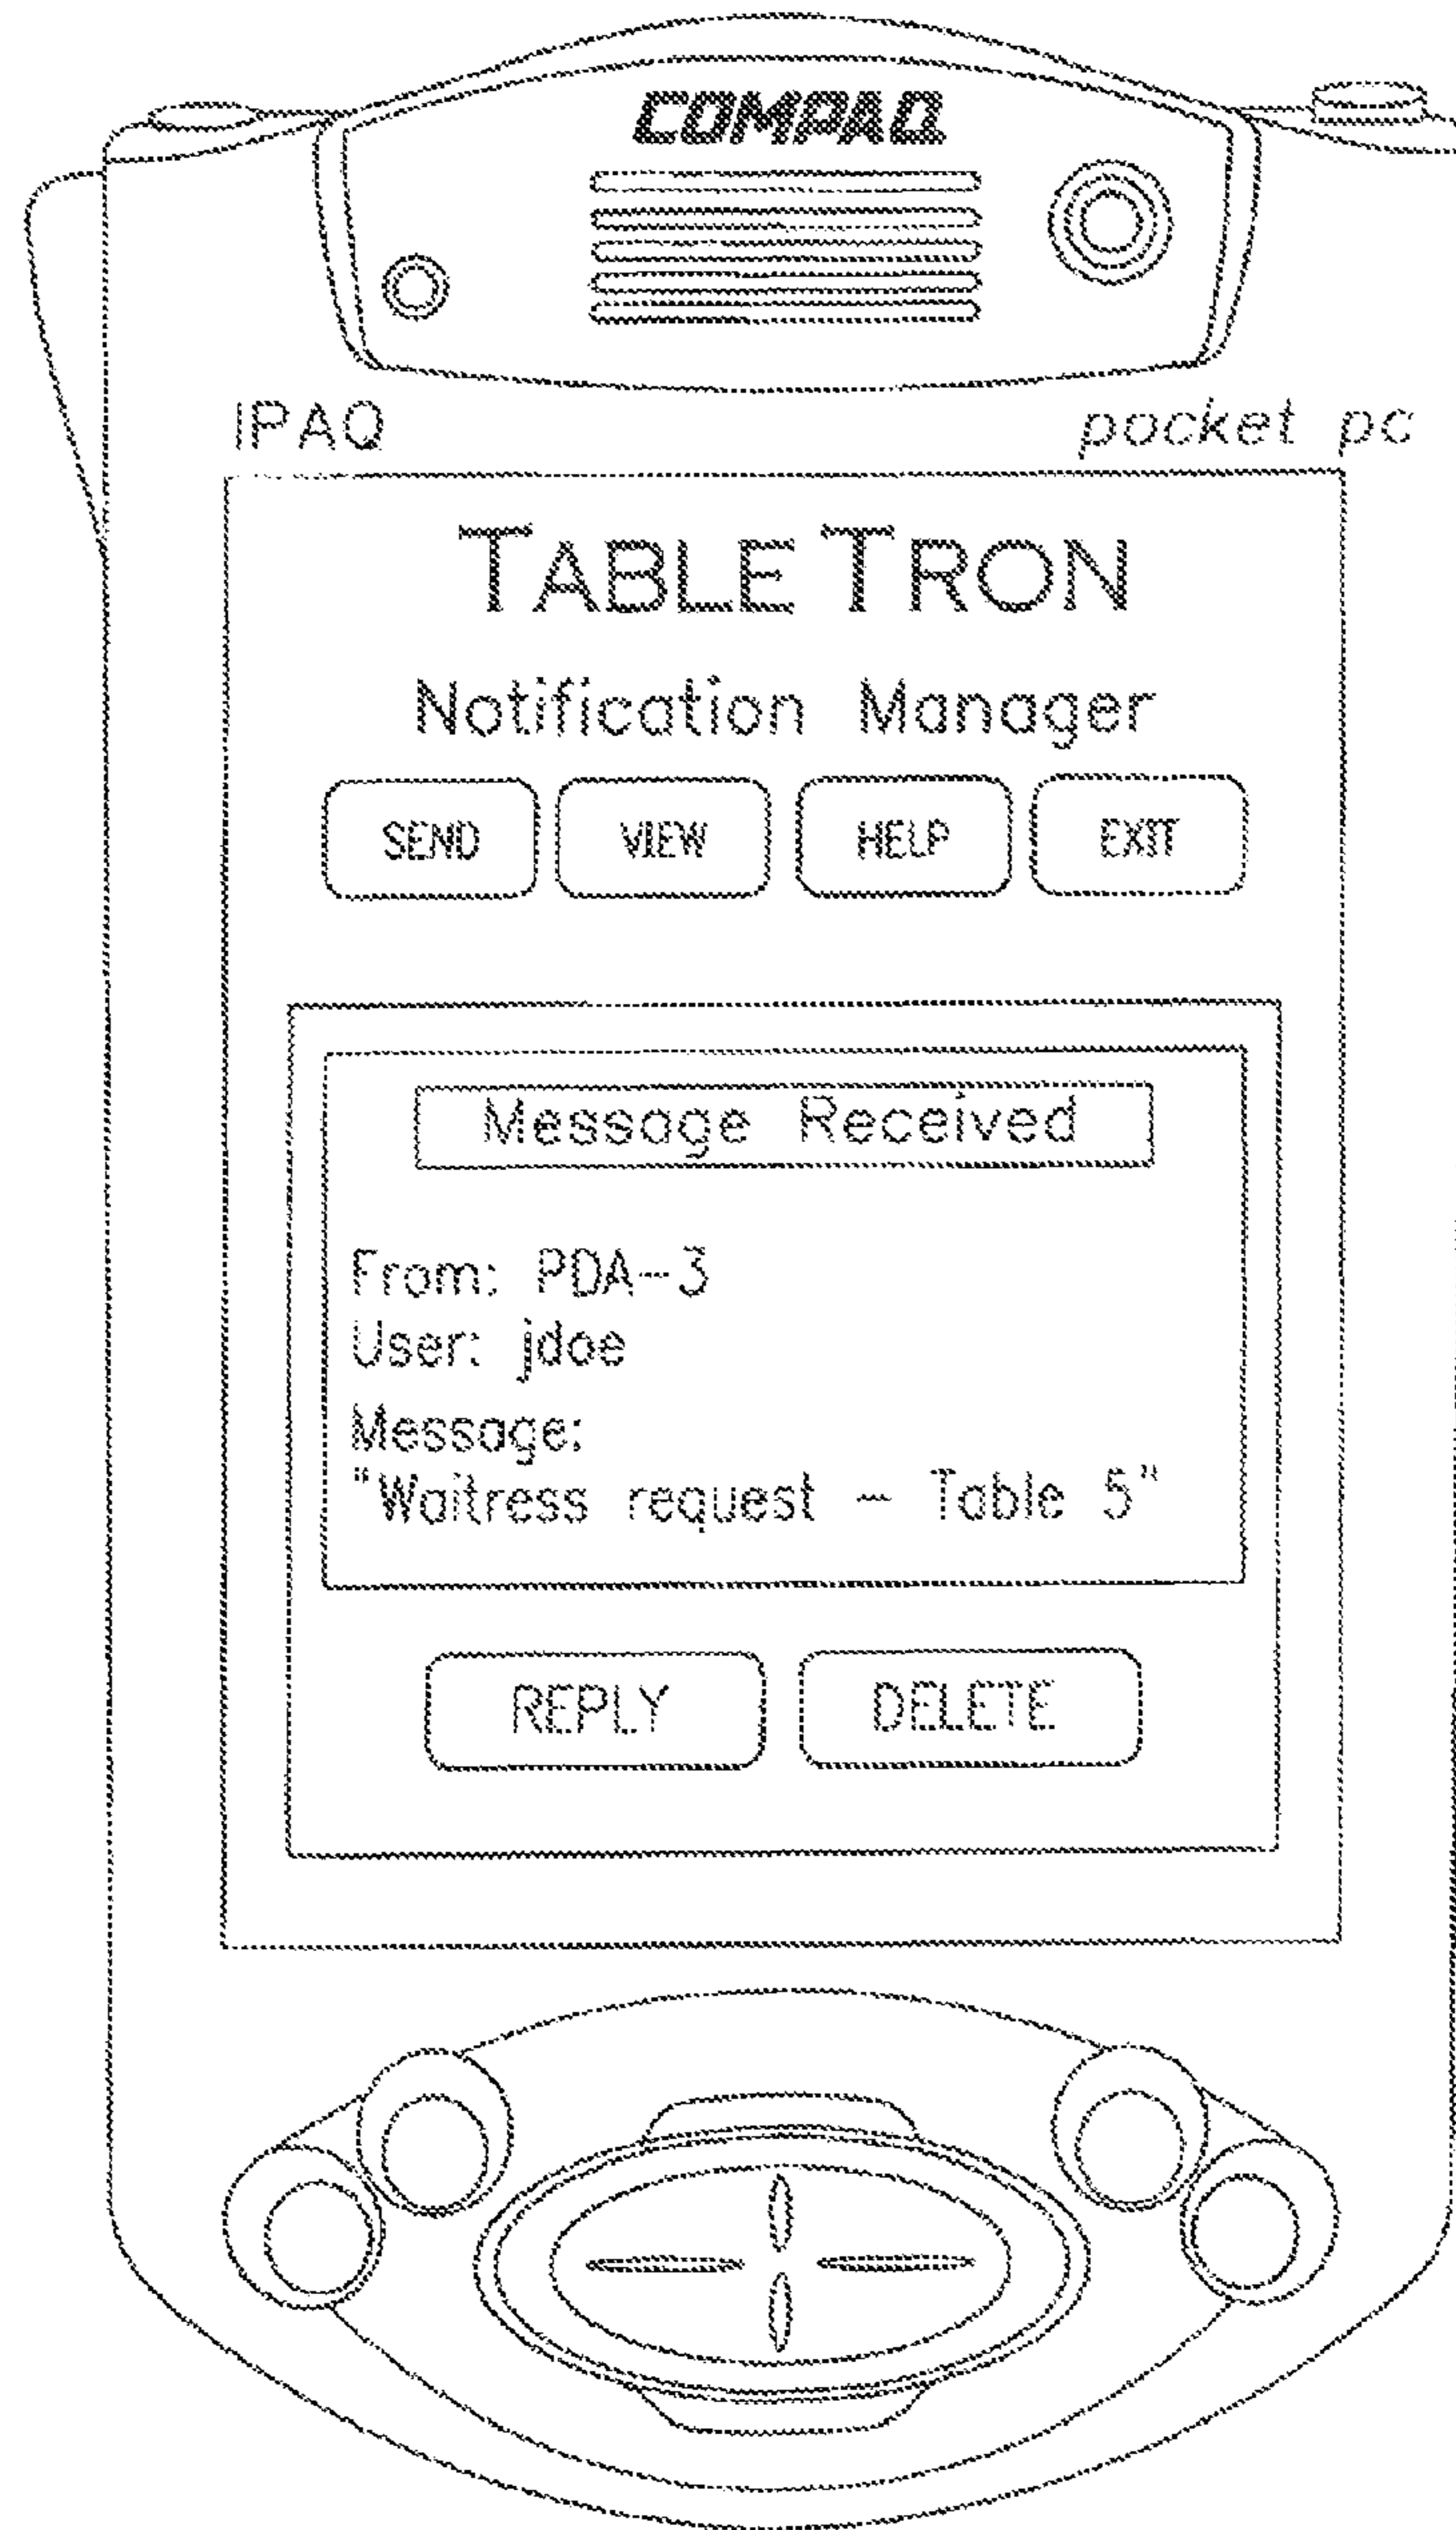 COMPAQ
IPAQ pocket pc
TABLETRON
Notification Manager
SEND VIEW HELP EXIT
Message Received
From: PDA-3
User: jdoe
Message:
"Waitress request - Table 5"
REPLY DELETE